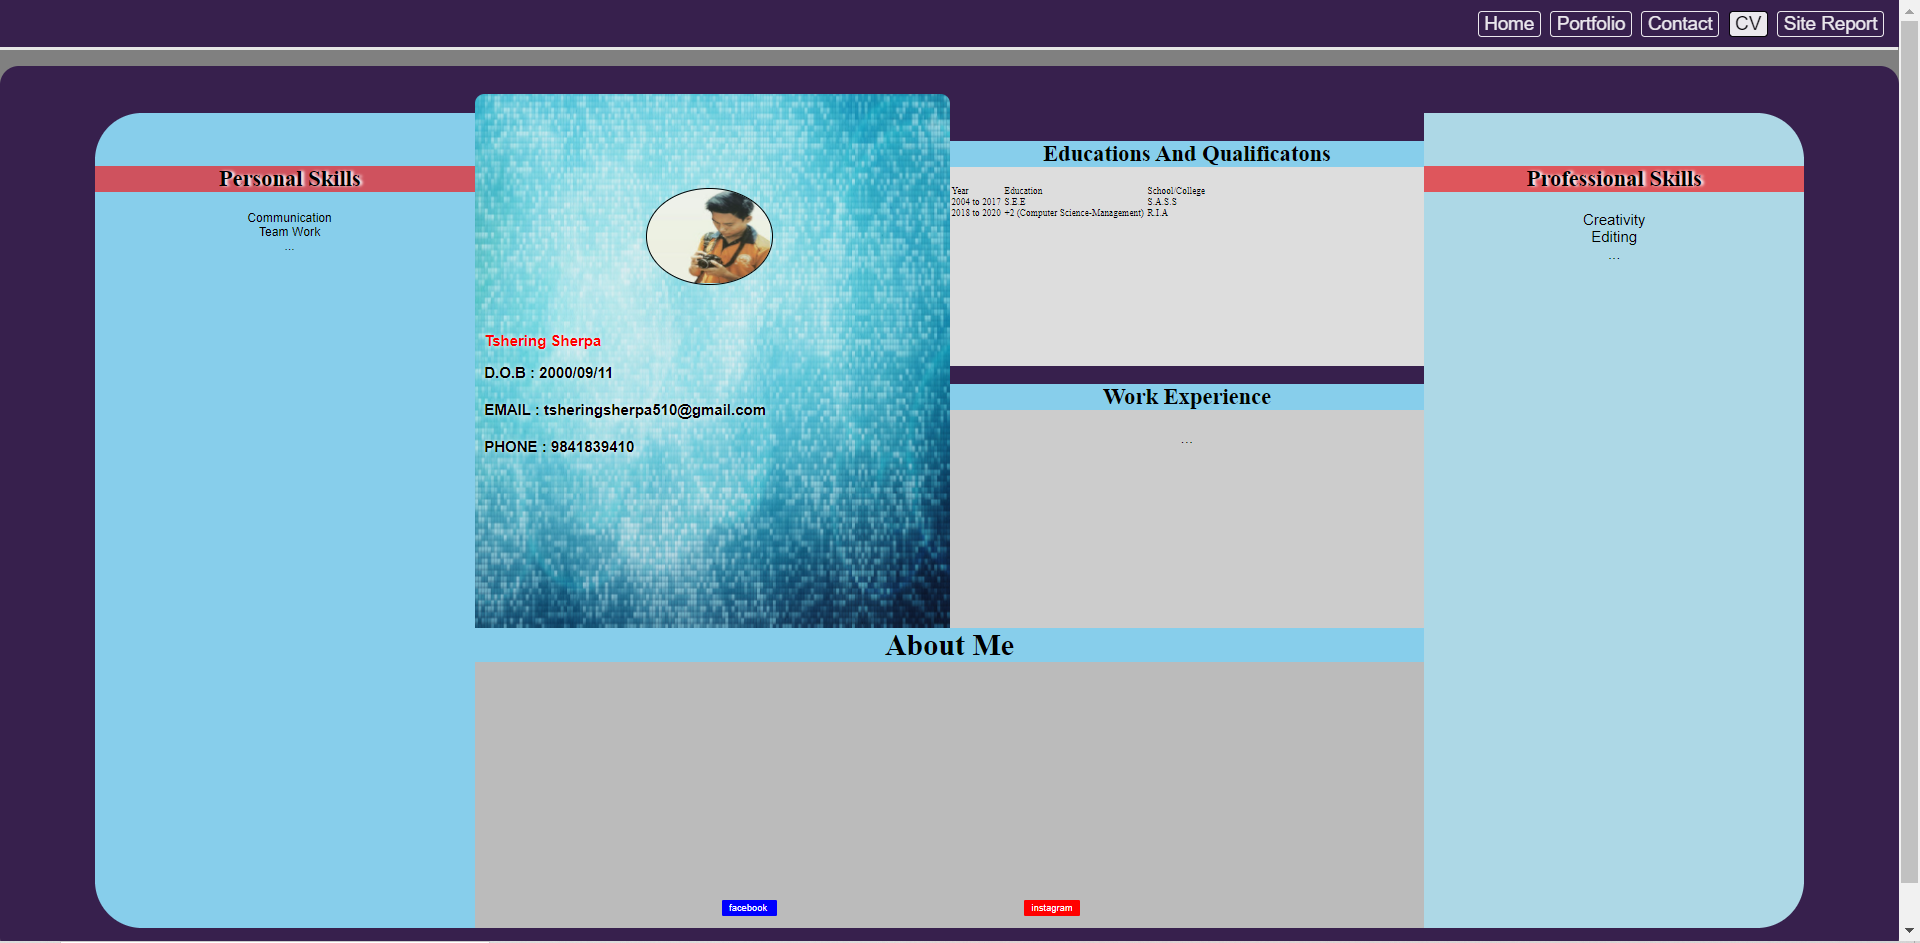 Home Portfolio Contact CV Site Report
Personal Skills
Communication
Team Work
...
Tshering Sherpa
D.O.B : 2000/09/11
EMAIL : tsheringsherpa510@gmail.com
PHONE : 9841839410
Educations And Qualificatons
Year Education School/College
2004 to 2017 S.E.E S.A.S.S
2018 to 2020 +2 (Computer Science-Management) R.I.A
Work Experience
...
Professional Skills
Creativity
Editing
...
About Me
facebook instagram